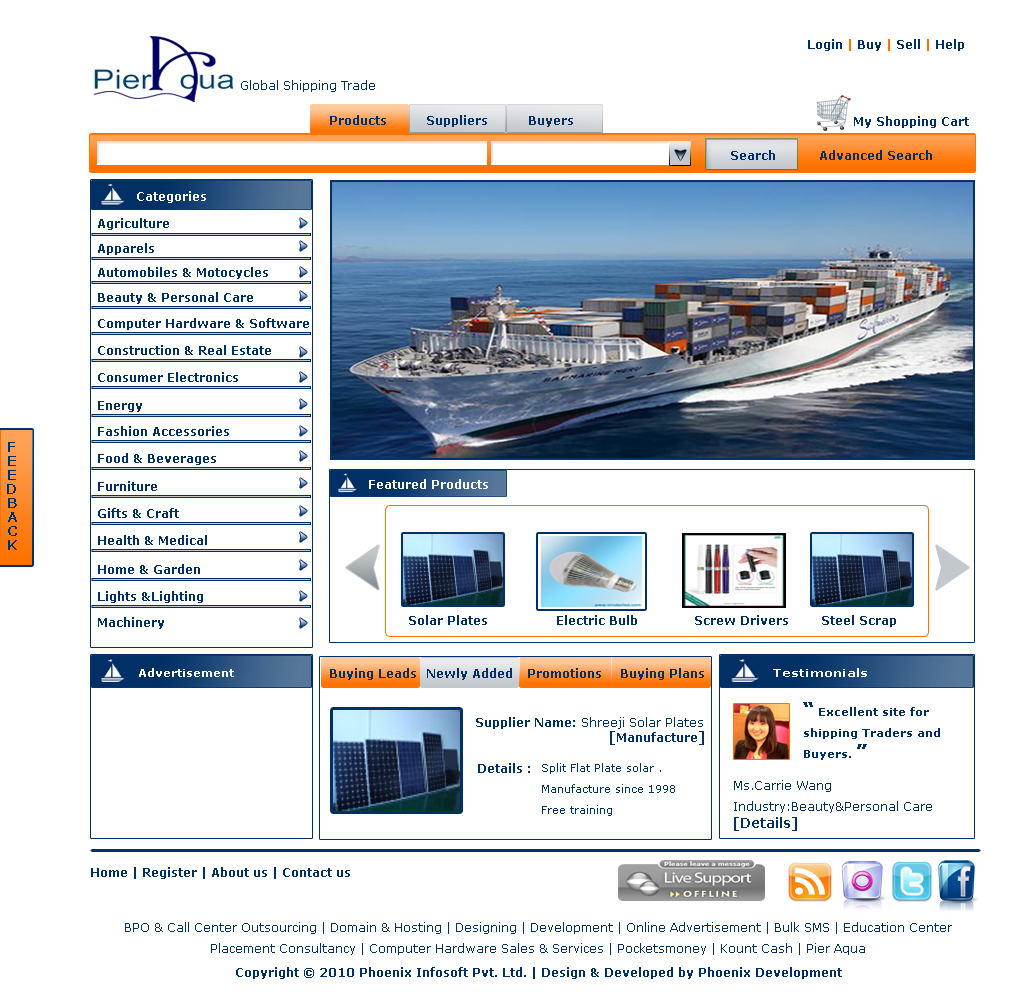 Login | Buy | Sell | Help
Pier Aqua Global Shipping Trade
Products Suppliers Buyers
My Shopping Cart
Search Advanced Search
Categories
Agriculture
Apparels
Automobiles & Motocycles
Beauty & Personal Care
Computer Hardware & Software
Construction & Real Estate
Consumer Electronics
Energy
Fashion Accessories
Food & Beverages
Furniture
Gifts & Craft
Health & Medical
Home & Garden
Lights &Lighting
Machinery
FEEDBACK
Featured Products
Solar Plates Electric Bulb Screw Drivers Steel Scrap
Advertisement
Buying Leads Newly Added Promotions Buying Plans
Supplier Name: Shreeji Solar Plates
[Manufacture]
Details : Split Flat Plate solar .
Manufacture since 1998
Free training
Testimonials
“ Excellent site for
shipping Traders and
Buyers. ”
Ms.Carrie Wang
Industry:Beauty&Personal Care
[Details]
Home | Register | About us | Contact us
Please leave a message
Live Support
OFFLINE
BPO & Call Center Outsourcing | Domain & Hosting | Designing | Development | Online Advertisement | Bulk SMS | Education Center
Placement Consultancy | Computer Hardware Sales & Services | Pocketsmoney | Kount Cash | Pier Aqua
Copyright © 2010 Phoenix Infosoft Pvt. Ltd. | Design & Developed by Phoenix Development